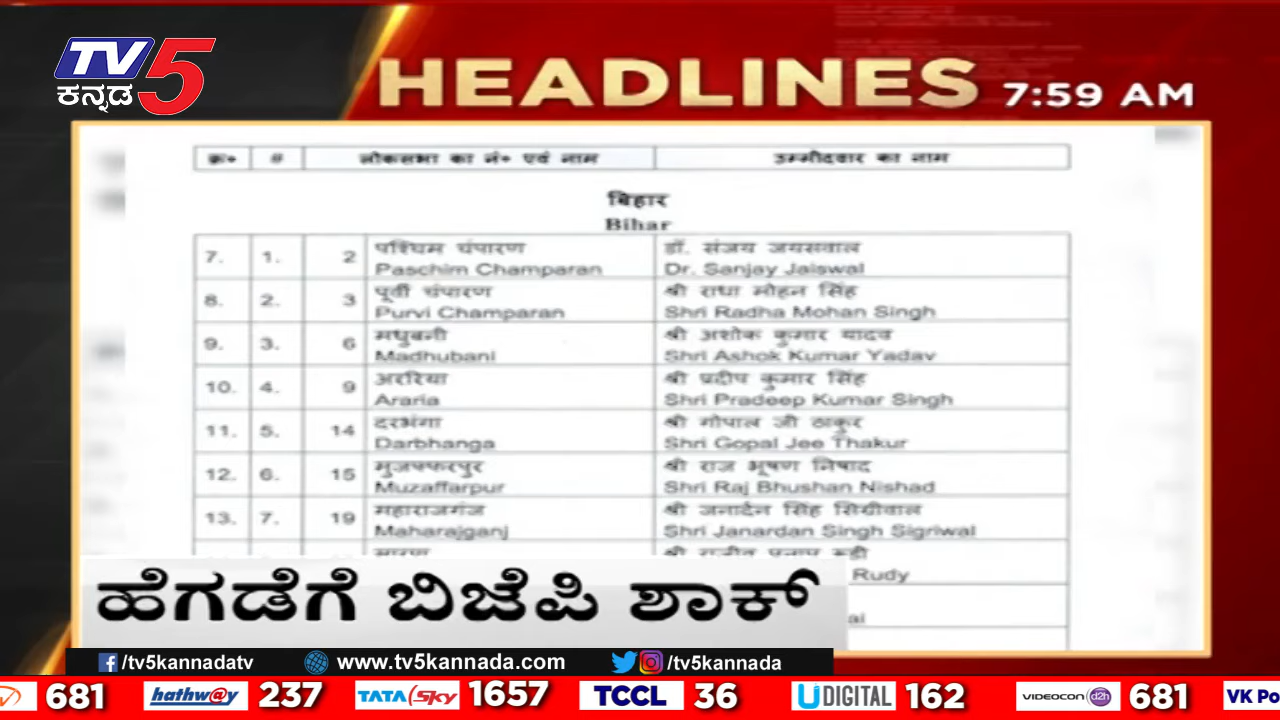 TV5
ಕನ್ನಡ
HEADLINES 7:59 AM
क्र॰ # लोकसभा का नं॰ एवं नाम उम्मीदवार का नाम
बिहार
Bihar
7. 1. 2 पश्चिम चंपारण डॉ. संजय जयसवाल
Paschim Champaran Dr. Sanjay Jaiswal
8. 2. 3 पूर्वी चंपारण श्री राधा मोहन सिंह
Purvi Champaran Shri Radha Mohan Singh
9. 3. 6 मधुबनी श्री अशोक कुमार यादव
Madhubani Shri Ashok Kumar Yadav
10. 4. 9 अररिया श्री प्रदीप कुमार सिंह
Araria Shri Pradeep Kumar Singh
11. 5. 14 दरभंगा श्री गोपाल जी ठाकुर
Darbhanga Shri Gopal Jee Thakur
12. 6. 15 मुजफ्फरपुर श्री राज भूषण निषाद
Muzaffarpur Shri Raj Bhushan Nishad
13. 7. 19 महाराजगंज श्री जनार्दन सिंह सिग्रीवाल
Maharajganj Shri Janardan Singh Sigriwal
Rudy
ಹೆಗಡೆಗೆ ಬಿಜೆಪಿ ಶಾಕ್
/tv5kannadatv www.tv5kannada.com /tv5kannada
681 hathw@y 237 TATA Sky 1657 TCCL 36 U DIGITAL 162 VIDEOCON d2h 681 VK Po